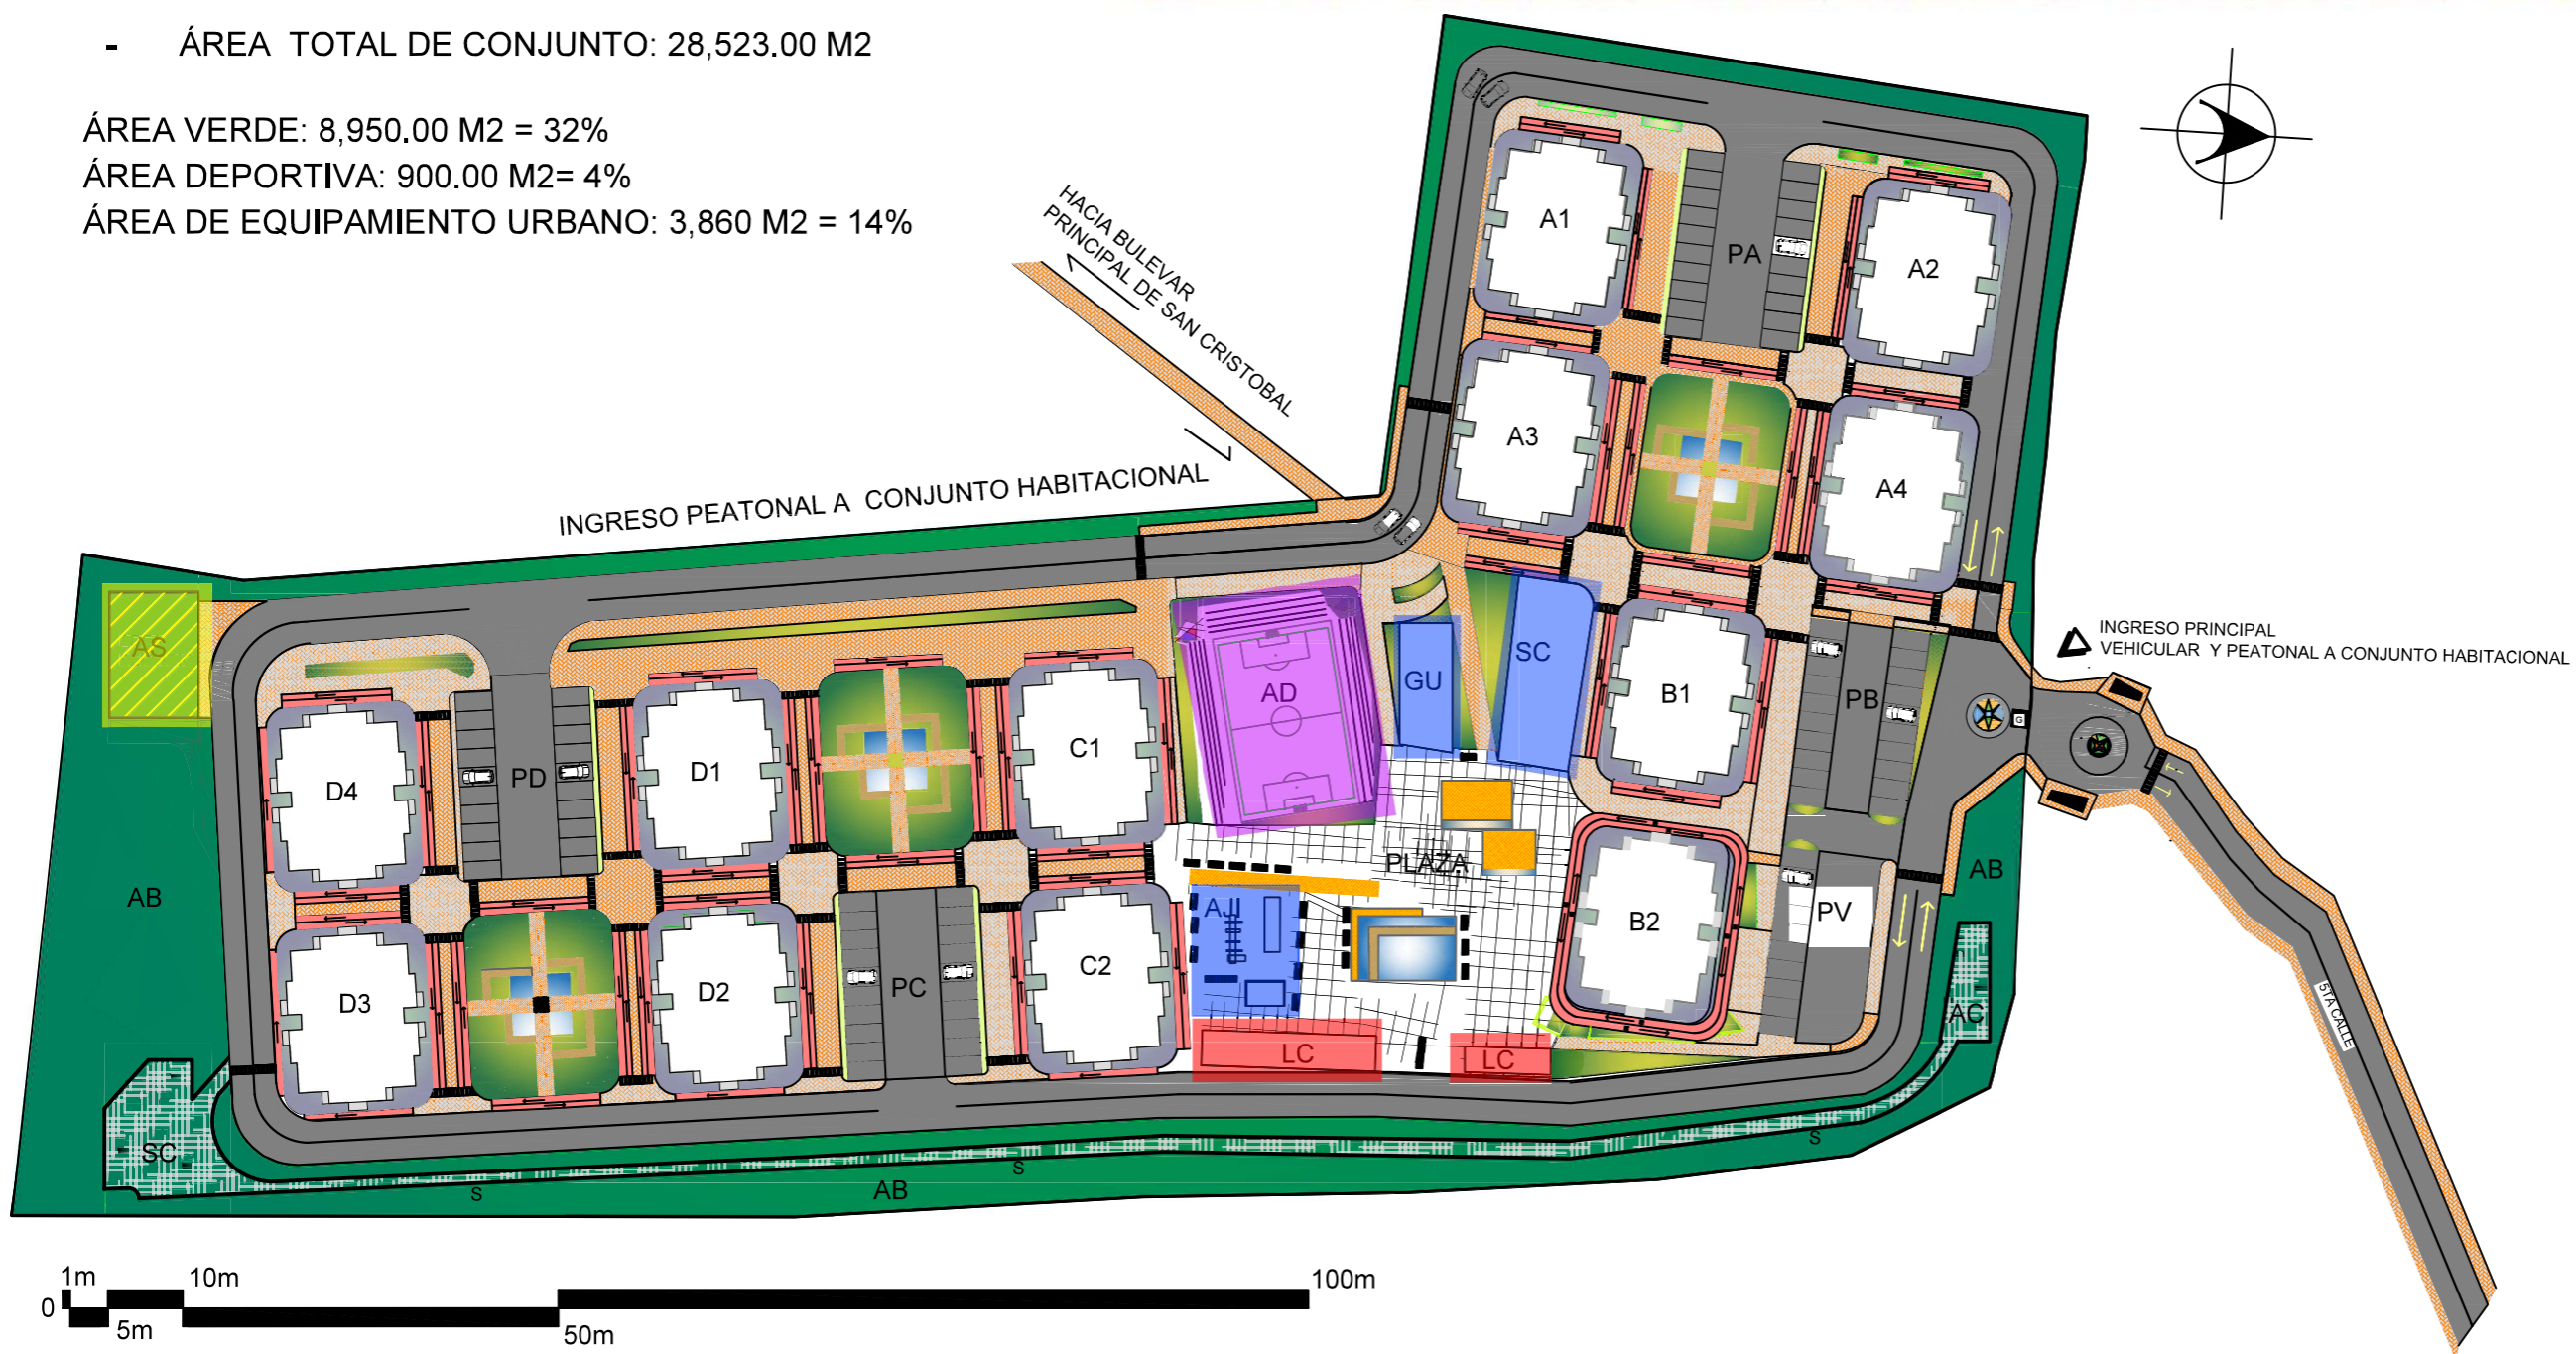 - ÁREA TOTAL DE CONJUNTO: 28,523.00 M2
ÁREA VERDE: 8,950.00 M2 = 32%
ÁREA DEPORTIVA: 900.00 M2= 4%
ÁREA DE EQUIPAMIENTO URBANO: 3,860 M2 = 14%
HACIA BULEVAR
PRINCIPAL DE SAN CRISTOBAL
INGRESO PEATONAL A CONJUNTO HABITACIONAL
A1
PA
A2
A3
A4
INGRESO PRINCIPAL
VEHICULAR Y PEATONAL A CONJUNTO HABITACIONAL
AS
AD
GU
SC
B1
PB
G
D4
PD
D1
C1
PLAZA
AB
AJI
B2
PV
AB
D3
D2
PC
C2
AC
5TA CALLE
LC
LC
SC
S
S
S
AB
0
1m
5m
10m
50m
100m